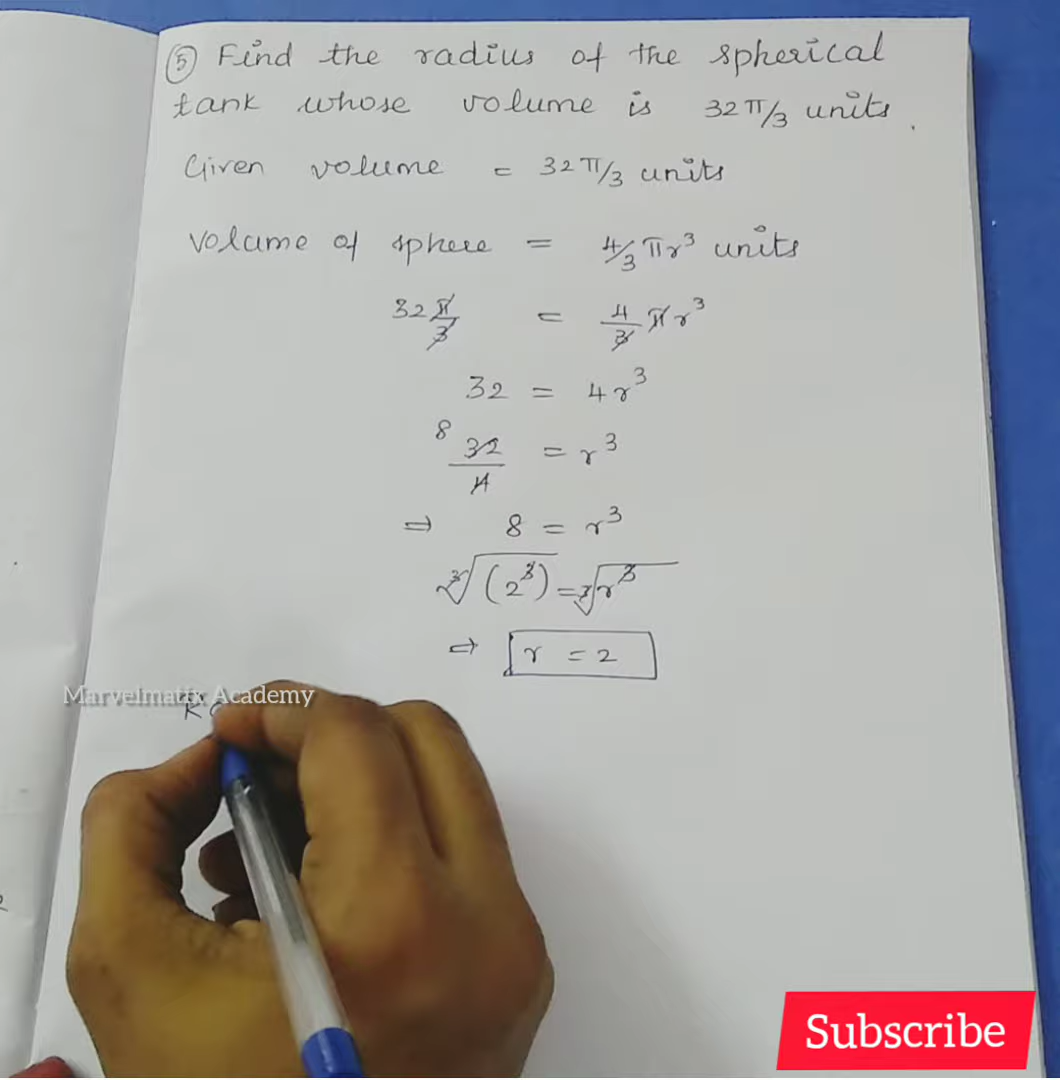 ⑤ Find the radius of the spherical
tank whose volume is 32π/3 units.
Given volume = 32π/3 units
Volume of sphere = 4/3 πr³ units
32 π/3 = 4/3 πr³
32 = 4r³
8 32/4 = r³
⇒ 8 = r³
∛(2³) = ∛r³
⇒ r = 2
Marvelmatix Academy
Subscribe